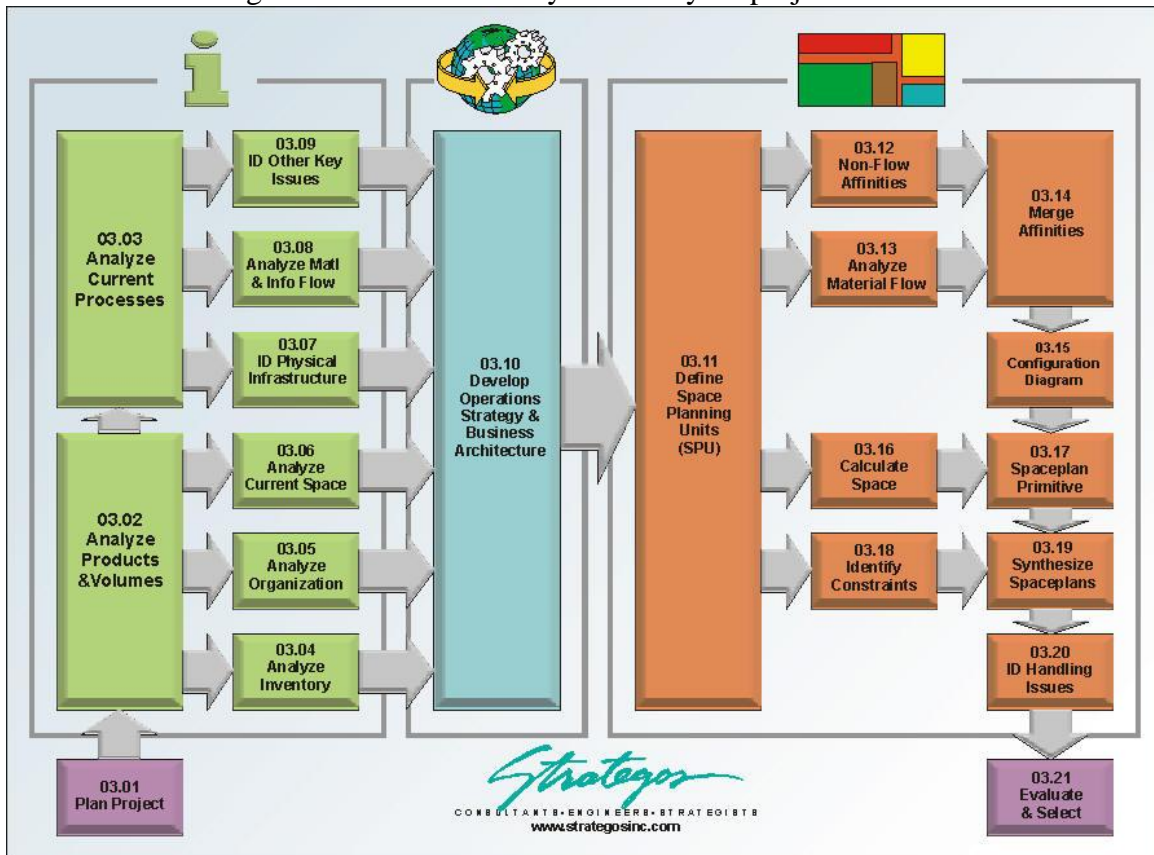 03.09
ID Other Key
Issues
03.12
Non-Flow
Affinities
03.14
Merge
Affinities
03.03
Analyze
Current
Processes
03.08
Analyze Matl
& Info Flow
03.13
Analyze
Material Flow
03.07
ID Physical
Infrastructure
03.10
Develop
Operations
Strategy &
Business
Architecture
03.11
Define
Space
Planning
Units
(SPU)
03.15
Configuration
Diagram
03.06
Analyze
Current Space
03.16
Calculate
Space
03.17
Spaceplan
Primitive
03.02
Analyze
Products
&Volumes
03.05
Analyze
Organization
03.18
Identify
Constraints
03.19
Synthesize
Spaceplans
03.04
Analyze
Inventory
03.20
ID Handling
Issues
03.01
Plan Project
Strategos
CONSULTANTS•ENGINEERS•STRATEGISTS
www.strategosinc.com
03.21
Evaluate
& Select